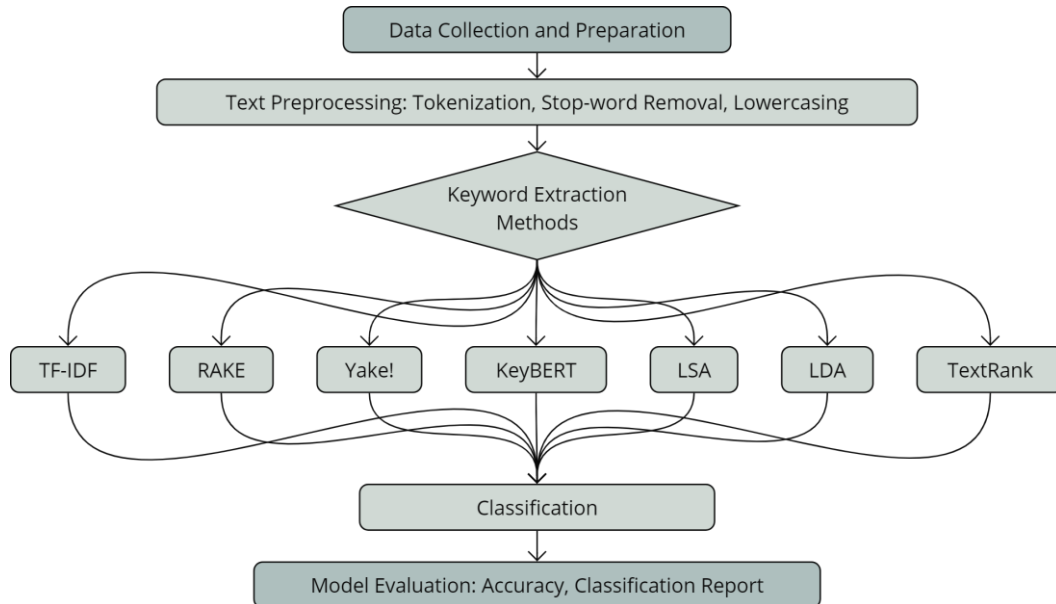 Data Collection and Preparation
Text Preprocessing: Tokenization, Stop-word Removal, Lowercasing
Keyword Extraction
Methods
TF-IDF
RAKE
Yake!
KeyBERT
LSA
LDA
TextRank
Classification
Model Evaluation: Accuracy, Classification Report